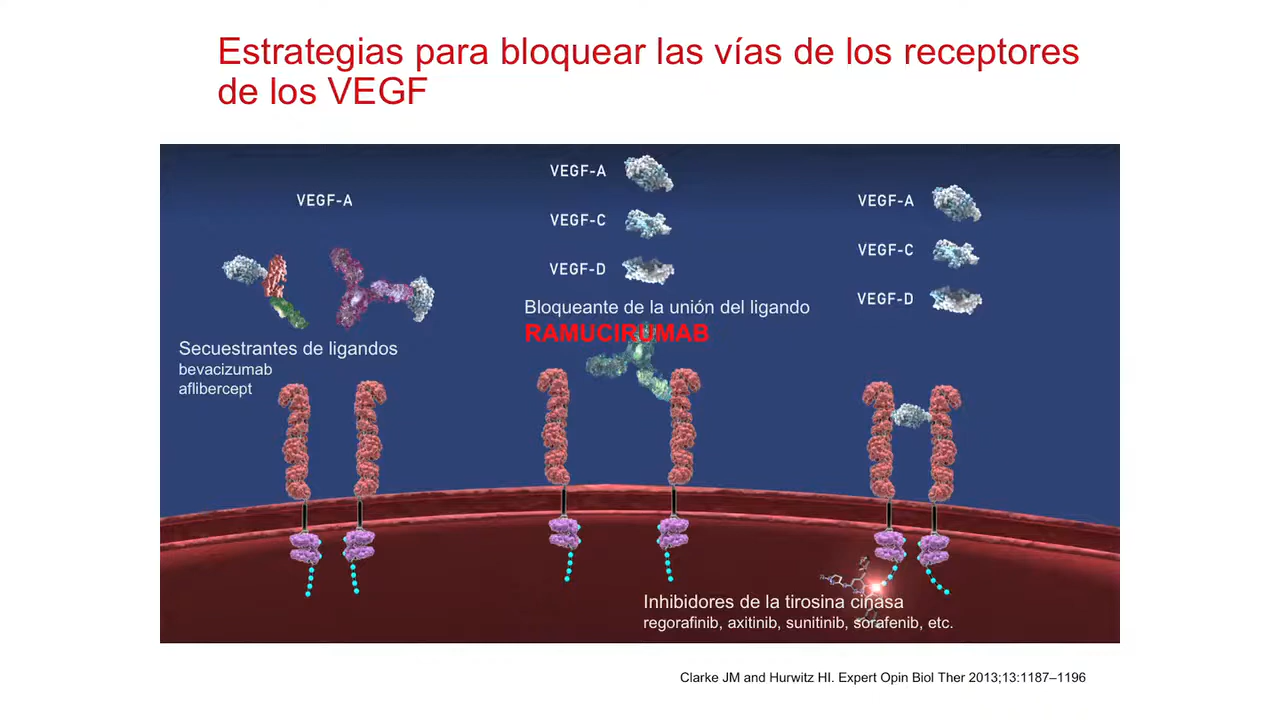 Estrategias para bloquear las vías de los receptores
de los VEGF
VEGF-A
Secuestrantes de ligandos
bevacizumab
aflibercept
VEGF-A
VEGF-C
VEGF-D
Bloqueante de la unión del ligando
RAMUCIRUMAB
VEGF-A
VEGF-C
VEGF-D
Inhibidores de la tirosina cinasa
regorafinib, axitinib, sunitinib, sorafenib, etc.
Clarke JM and Hurwitz HI. Expert Opin Biol Ther 2013;13:1187–1196